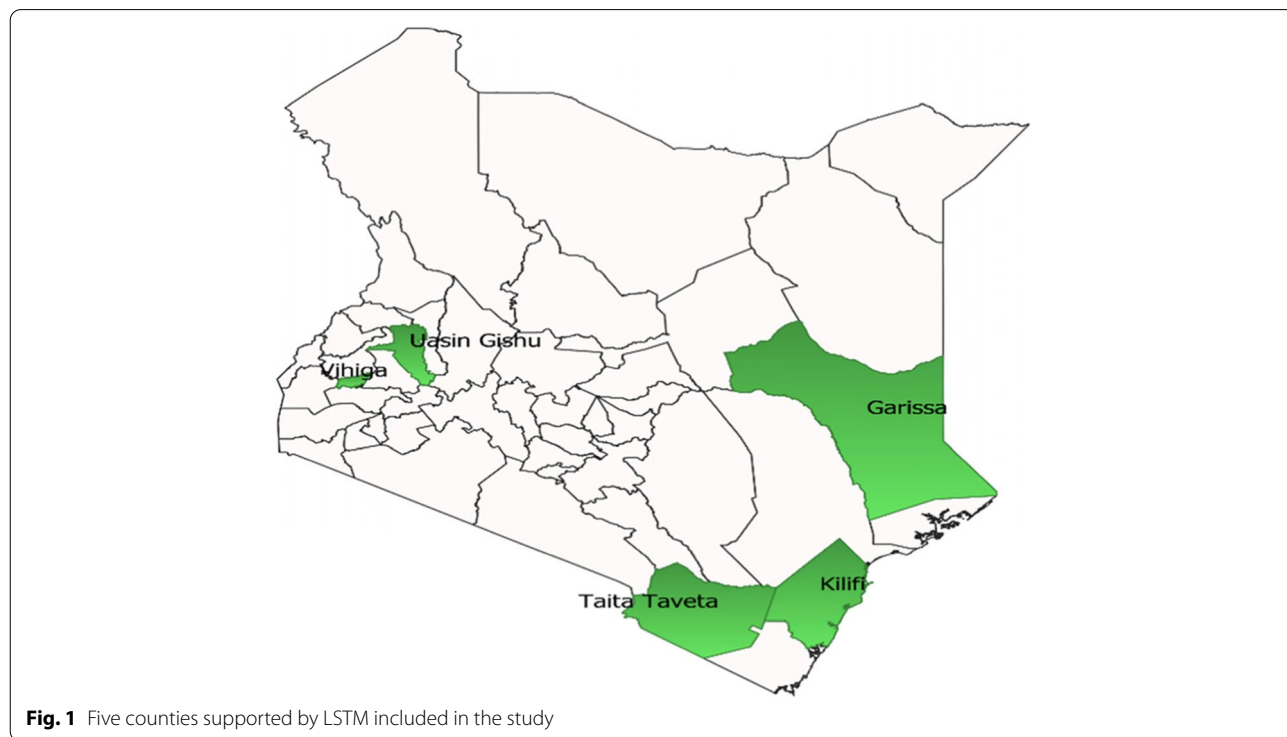 Uasin Gishu
Vihiga
Garissa
Kilifi
Taita Taveta
Fig. 1 Five counties supported by LSTM included in the study